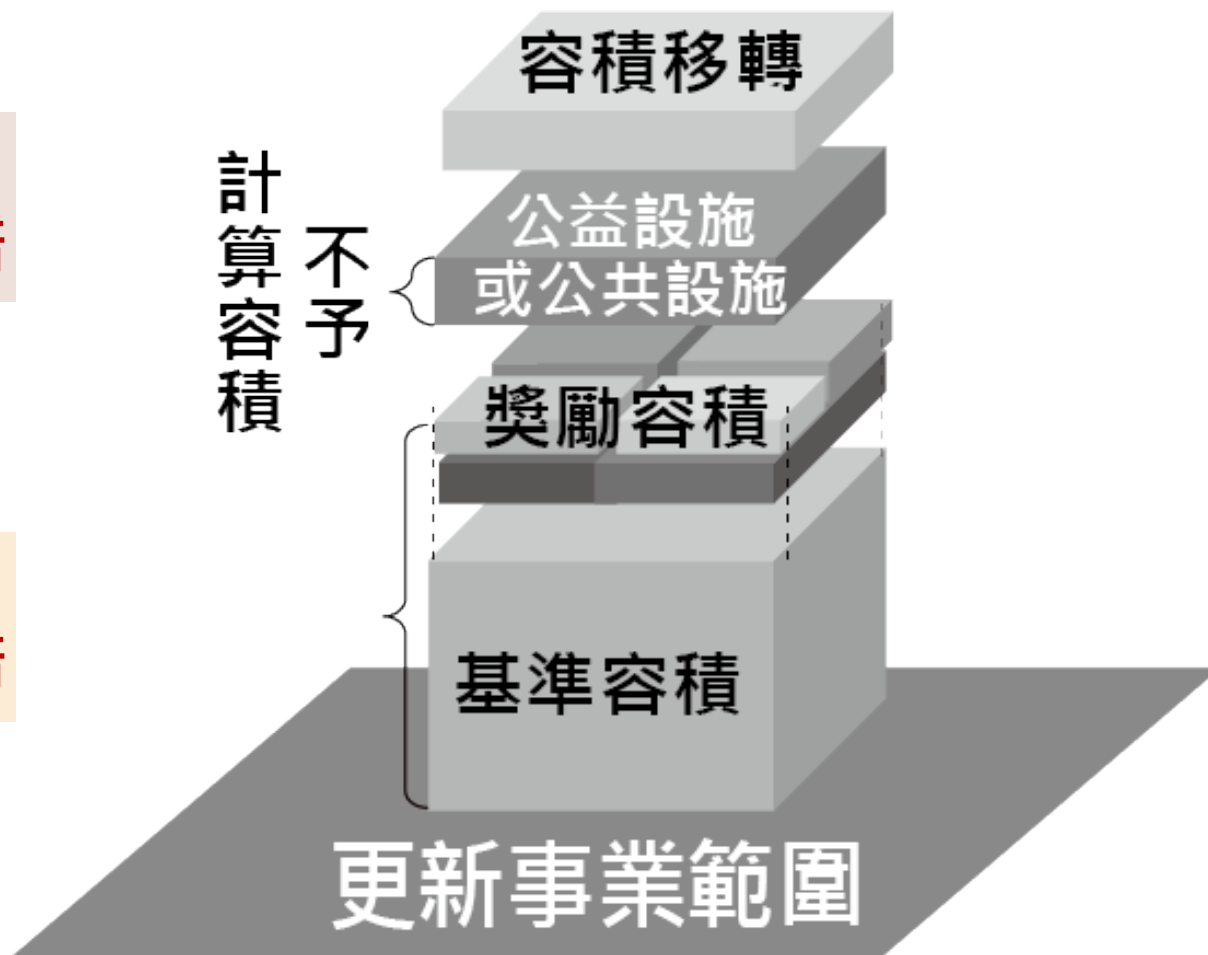 容積移轉
公益設施
或公共設施
不予
計算容積
獎勵容積
基準容積
更新事業範圍